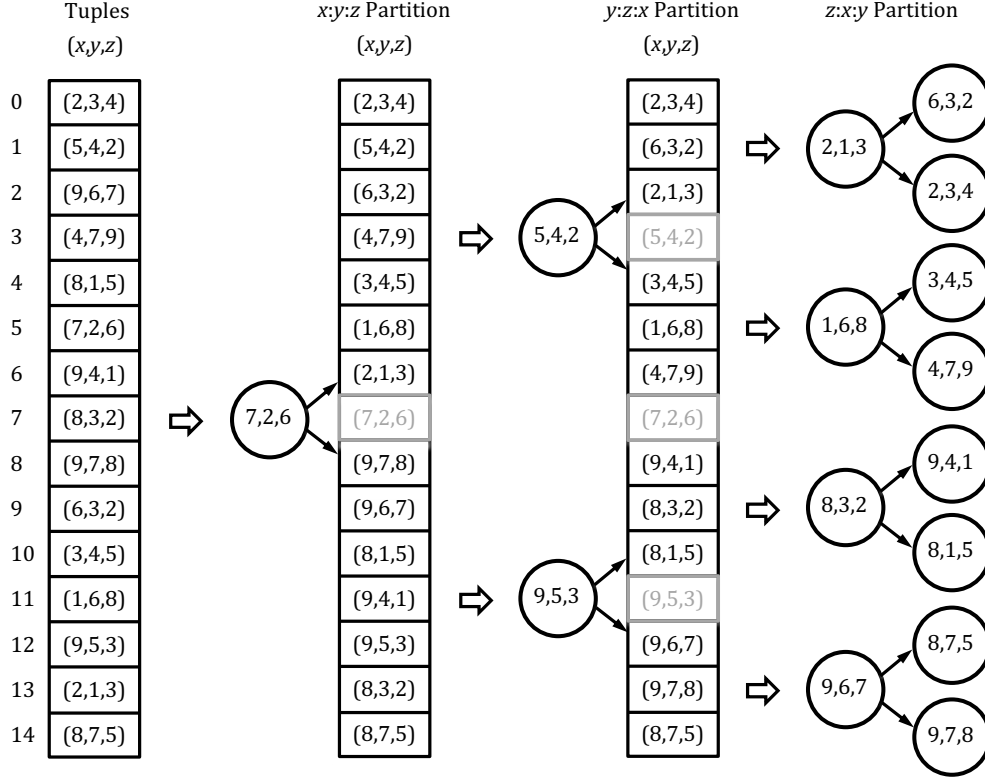 Tuples x:y:z Partition y:z:x Partition z:x:y Partition
(x,y,z) (x,y,z) (x,y,z)
0 (2,3,4) (2,3,4) (2,3,4) 6,3,2
1 (5,4,2) (5,4,2) (6,3,2) 2,1,3
2 (9,6,7) (6,3,2) (2,1,3) 2,3,4
3 (4,7,9) (4,7,9) 5,4,2 (5,4,2)
4 (8,1,5) (3,4,5) (3,4,5) 3,4,5
5 (7,2,6) (1,6,8) (1,6,8) 1,6,8
6 (9,4,1) (2,1,3) (4,7,9) 4,7,9
7 (8,3,2) 7,2,6 (7,2,6) (7,2,6)
8 (9,7,8) (9,7,8) (9,4,1) 9,4,1
9 (6,3,2) (9,6,7) (8,3,2) 8,3,2
10 (3,4,5) (8,1,5) (8,1,5) 8,1,5
11 (1,6,8) (9,4,1) 9,5,3 (9,5,3)
12 (9,5,3) (9,5,3) (9,6,7) 8,7,5
13 (2,1,3) (8,3,2) (9,7,8) 9,6,7
14 (8,7,5) (8,7,5) (8,7,5) 9,7,8